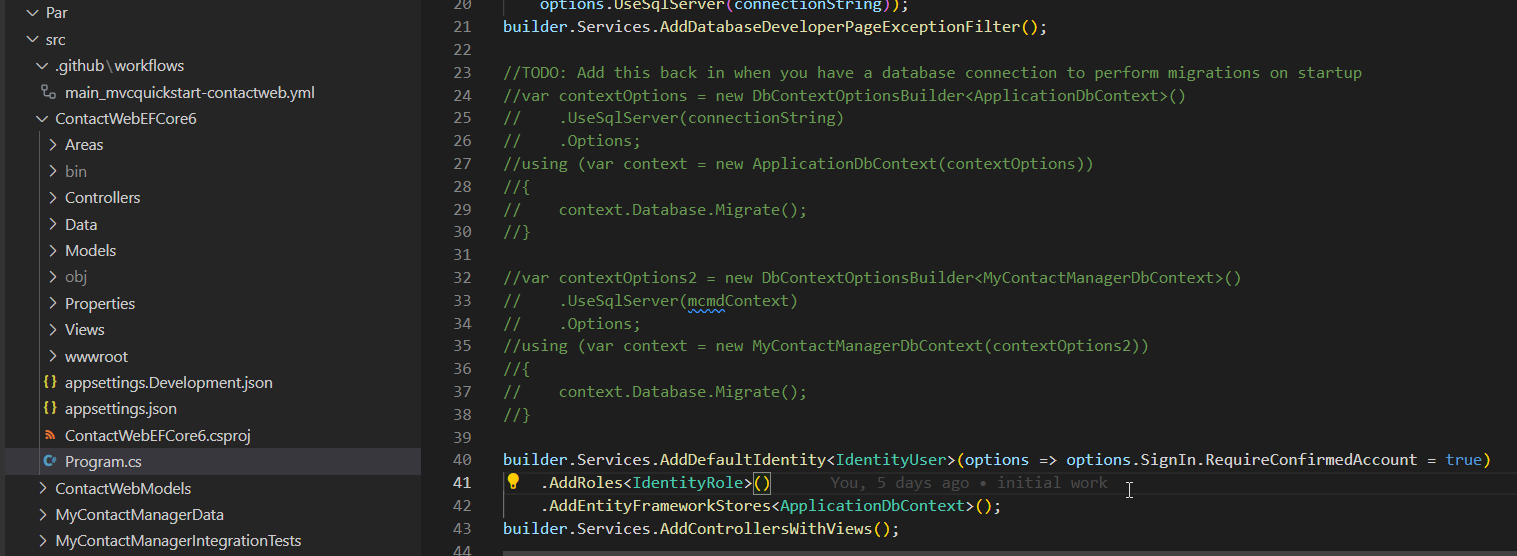 Par
src
.github\workflows
main_mvcquickstart-contactweb.yml
ContactWebEFCore6
Areas
bin
Controllers
Data
Models
obj
Properties
Views
wwwroot
{} appsettings.Development.json
{} appsettings.json
ContactWebEFCore6.csproj
C# Program.cs
ContactWebModels
MyContactManagerData
MyContactManagerIntegrationTests
20 options.UseSqlServer(connectionString));
21 builder.Services.AddDatabaseDeveloperPageExceptionFilter();
22
23 //TODO: Add this back in when you have a database connection to perform migrations on startup
24 //var contextOptions = new DbContextOptionsBuilder<ApplicationDbContext>()
25 //    .UseSqlServer(connectionString)
26 //    .Options;
27 //using (var context = new ApplicationDbContext(contextOptions))
28 //{
29 //    context.Database.Migrate();
30 //}
31
32 //var contextOptions2 = new DbContextOptionsBuilder<MyContactManagerDbContext>()
33 //    .UseSqlServer(mcmdContext)
34 //    .Options;
35 //using (var context = new MyContactManagerDbContext(contextOptions2))
36 //{
37 //    context.Database.Migrate();
38 //}
39
40 builder.Services.AddDefaultIdentity<IdentityUser>(options => options.SignIn.RequireConfirmedAccount = true)
41     .AddRoles<IdentityRole>()    You, 5 days ago • initial work
42     .AddEntityFrameworkStores<ApplicationDbContext>();
43 builder.Services.AddControllersWithViews();
44